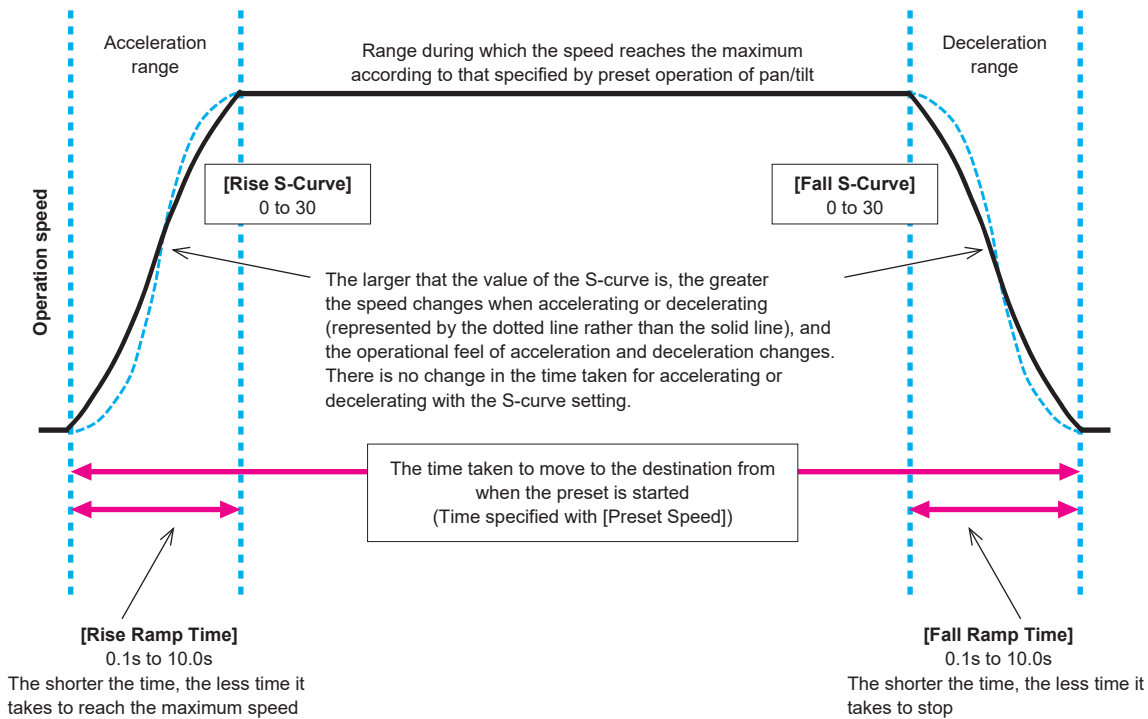 Acceleration
range
Range during which the speed reaches the maximum
according to that specified by preset operation of pan/tilt
Deceleration
range
Operation speed
[Rise S-Curve]
0 to 30
[Fall S-Curve]
0 to 30
The larger that the value of the S-curve is, the greater
the speed changes when accelerating or decelerating
(represented by the dotted line rather than the solid line), and
the operational feel of acceleration and deceleration changes.
There is no change in the time taken for accelerating or
decelerating with the S-curve setting.
The time taken to move to the destination from
when the preset is started
(Time specified with [Preset Speed])
[Rise Ramp Time]
0.1s to 10.0s
The shorter the time, the less time it
takes to reach the maximum speed
[Fall Ramp Time]
0.1s to 10.0s
The shorter the time, the less time it
takes to stop